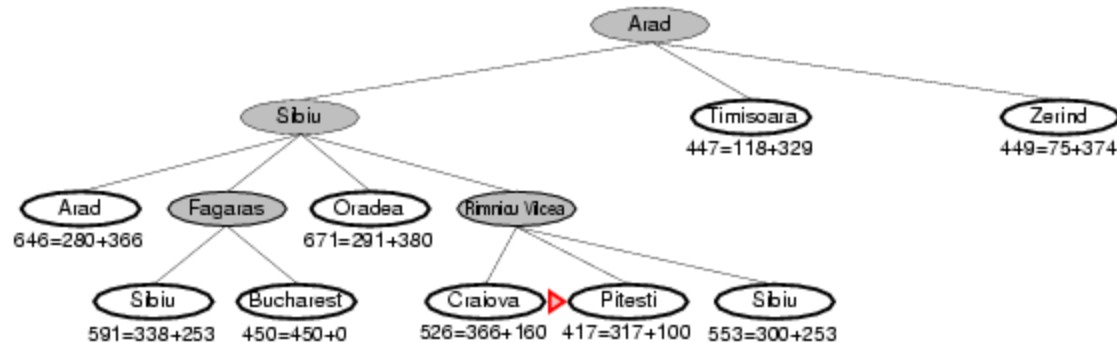 Arad
Sibiu
Timisoara
Zerind
447=118+329
449=75+374
Arad
Fagaras
Oradea
Rimnicu Vilcea
646=280+366
671=291+380
Sibiu
Bucharest
Craiova
Pitesti
Sibiu
591=338+253
450=450+0
526=366+160
417=317+100
553=300+253